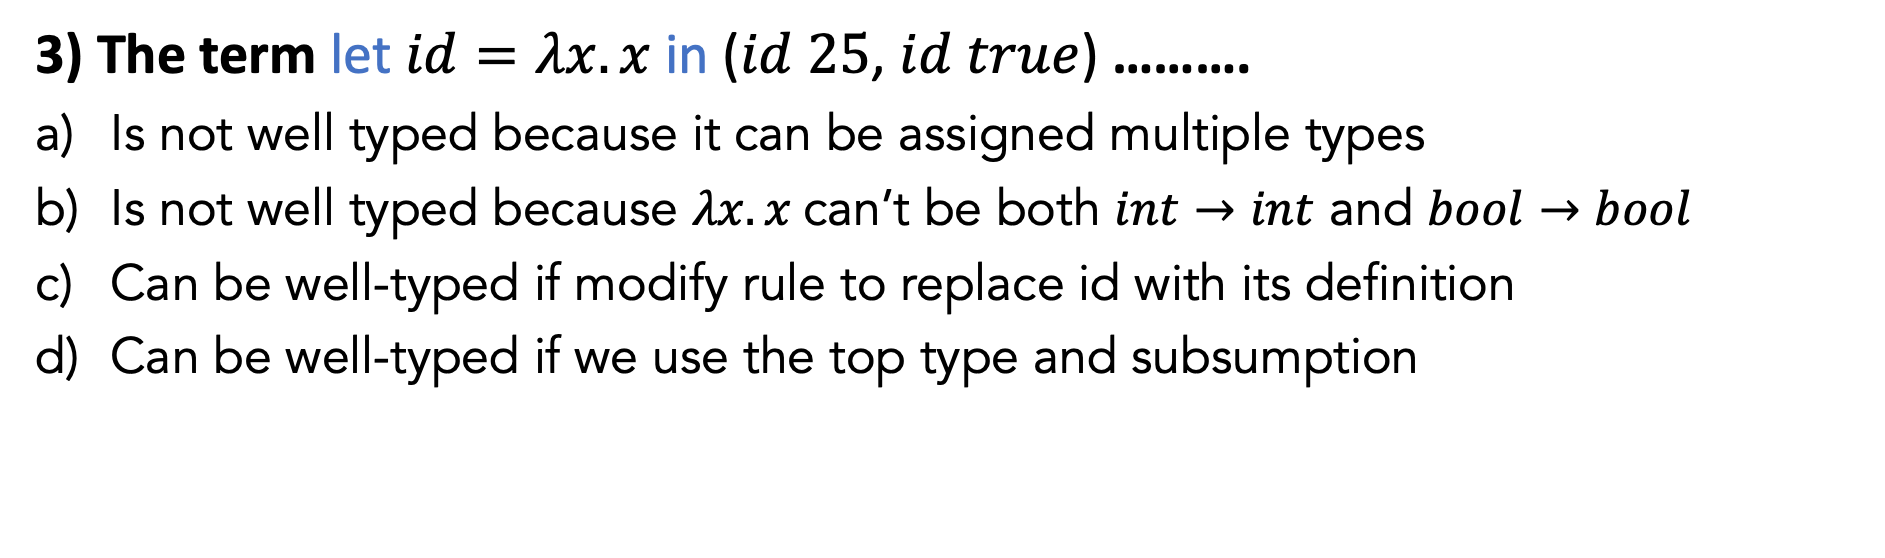 3) The term let id = λx. x in (id 25, id true) ..........
a) Is not well typed because it can be assigned multiple types
b) Is not well typed because λx. x can't be both int → int and bool → bool
c) Can be well-typed if modify rule to replace id with its definition
d) Can be well-typed if we use the top type and subsumption